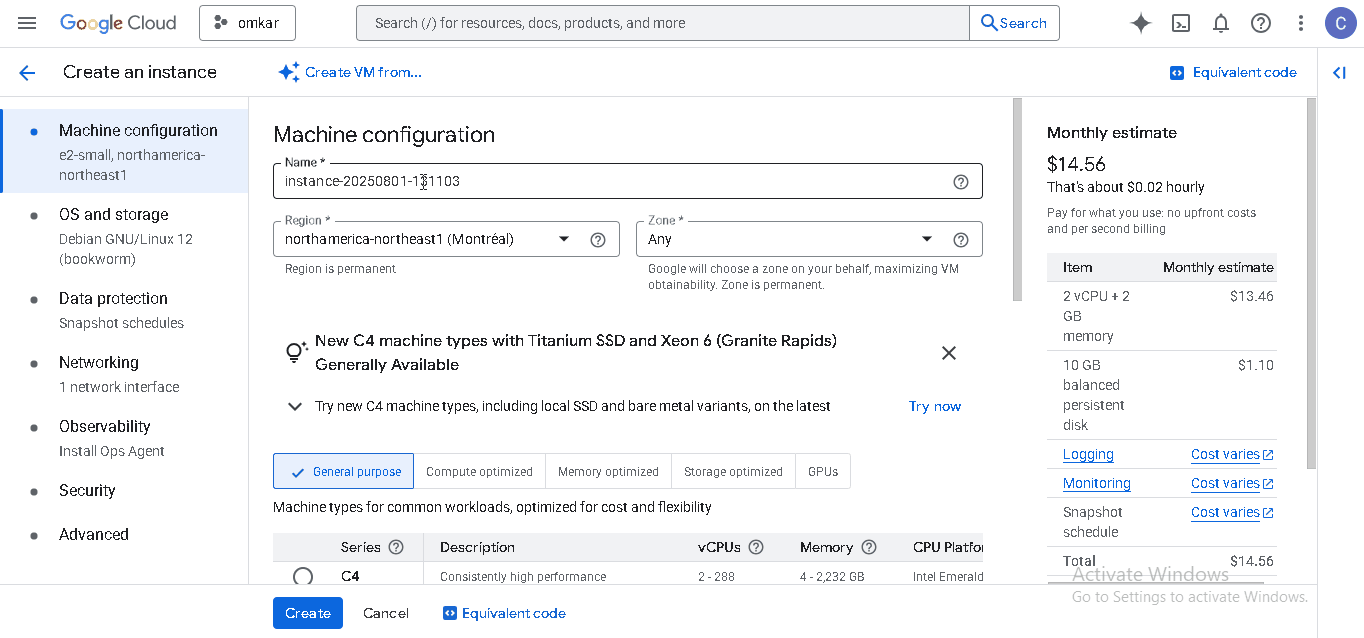 Google Cloud
omkar
Search (/) for resources, docs, products, and more
Search
C
Create an instance
Create VM from...
Equivalent code
Machine configuration
e2-small, northamerica-
northeast1
OS and storage
Debian GNU/Linux 12
(bookworm)
Data protection
Snapshot schedules
Networking
1 network interface
Observability
Install Ops Agent
Security
Advanced
Machine configuration
Name *
instance-20250801-131103
Region *
northamerica-northeast1 (Montréal)
Region is permanent
Zone *
Any
Google will choose a zone on your behalf, maximizing VM
obtainability. Zone is permanent.
New C4 machine types with Titanium SSD and Xeon 6 (Granite Rapids)
Generally Available
Try new C4 machine types, including local SSD and bare metal variants, on the latest
Try now
General purpose
Compute optimized
Memory optimized
Storage optimized
GPUs
Machine types for common workloads, optimized for cost and flexibility
Series Description vCPUs Memory CPU Platfo
C4 Consistently high performance 2 - 288 4 - 2,232 GB Intel Emerald
Create
Cancel
Equivalent code
Monthly estimate
$14.56
That's about $0.02 hourly
Pay for what you use: no upfront costs
and per second billing
Item Monthly estimate
2 vCPU + 2 $13.46
GB
memory
10 GB $1.10
balanced
persistent
disk
Logging Cost varies
Monitoring Cost varies
Snapshot Cost varies
schedule
Total $14.56
Activate Windows
Go to Settings to activate Windows.